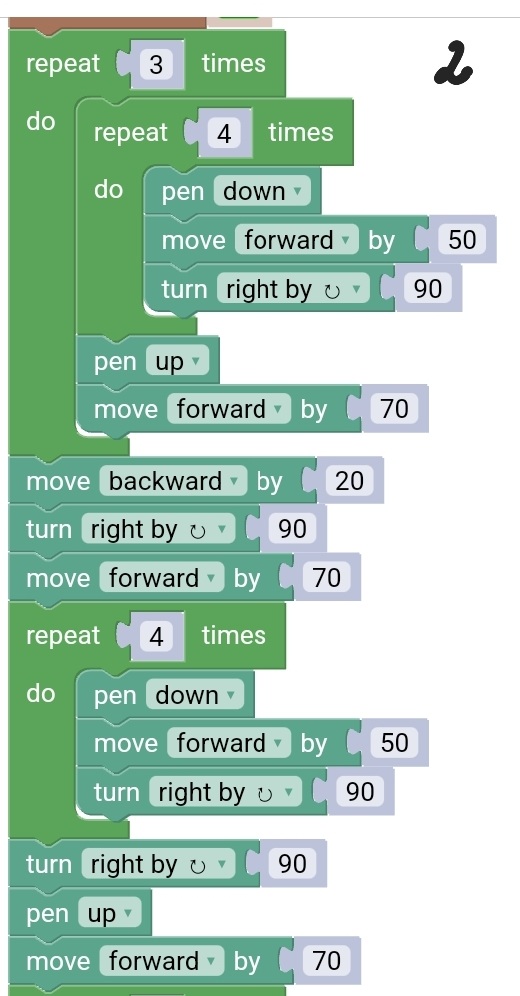 2
repeat 3 times
do repeat 4 times
do pen down
move forward by 50
turn right by ↻ 90
pen up
move forward by 70
move backward by 20
turn right by ↻ 90
move forward by 70
repeat 4 times
do pen down
move forward by 50
turn right by ↻ 90
turn right by ↻ 90
pen up
move forward by 70